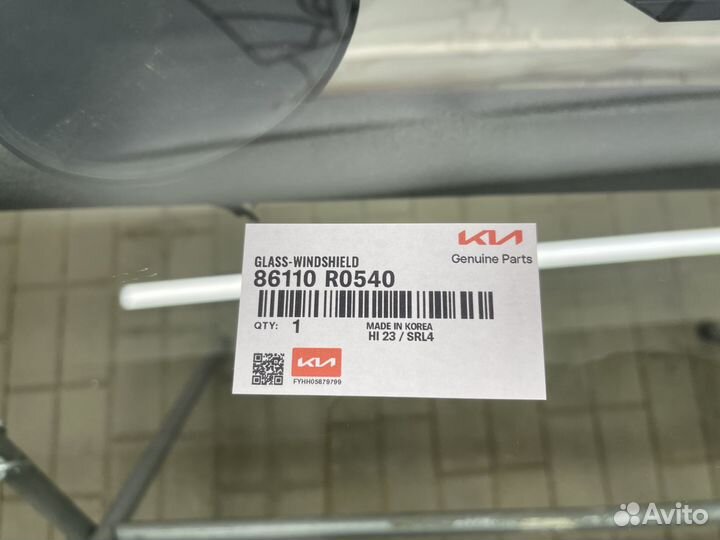 KIA
Genuine Parts
GLASS-WINDSHIELD
86110 R0540
QTY: 1
MADE IN KOREA
HI 23 / SRL4
KIA
FYHH05879799
Avito